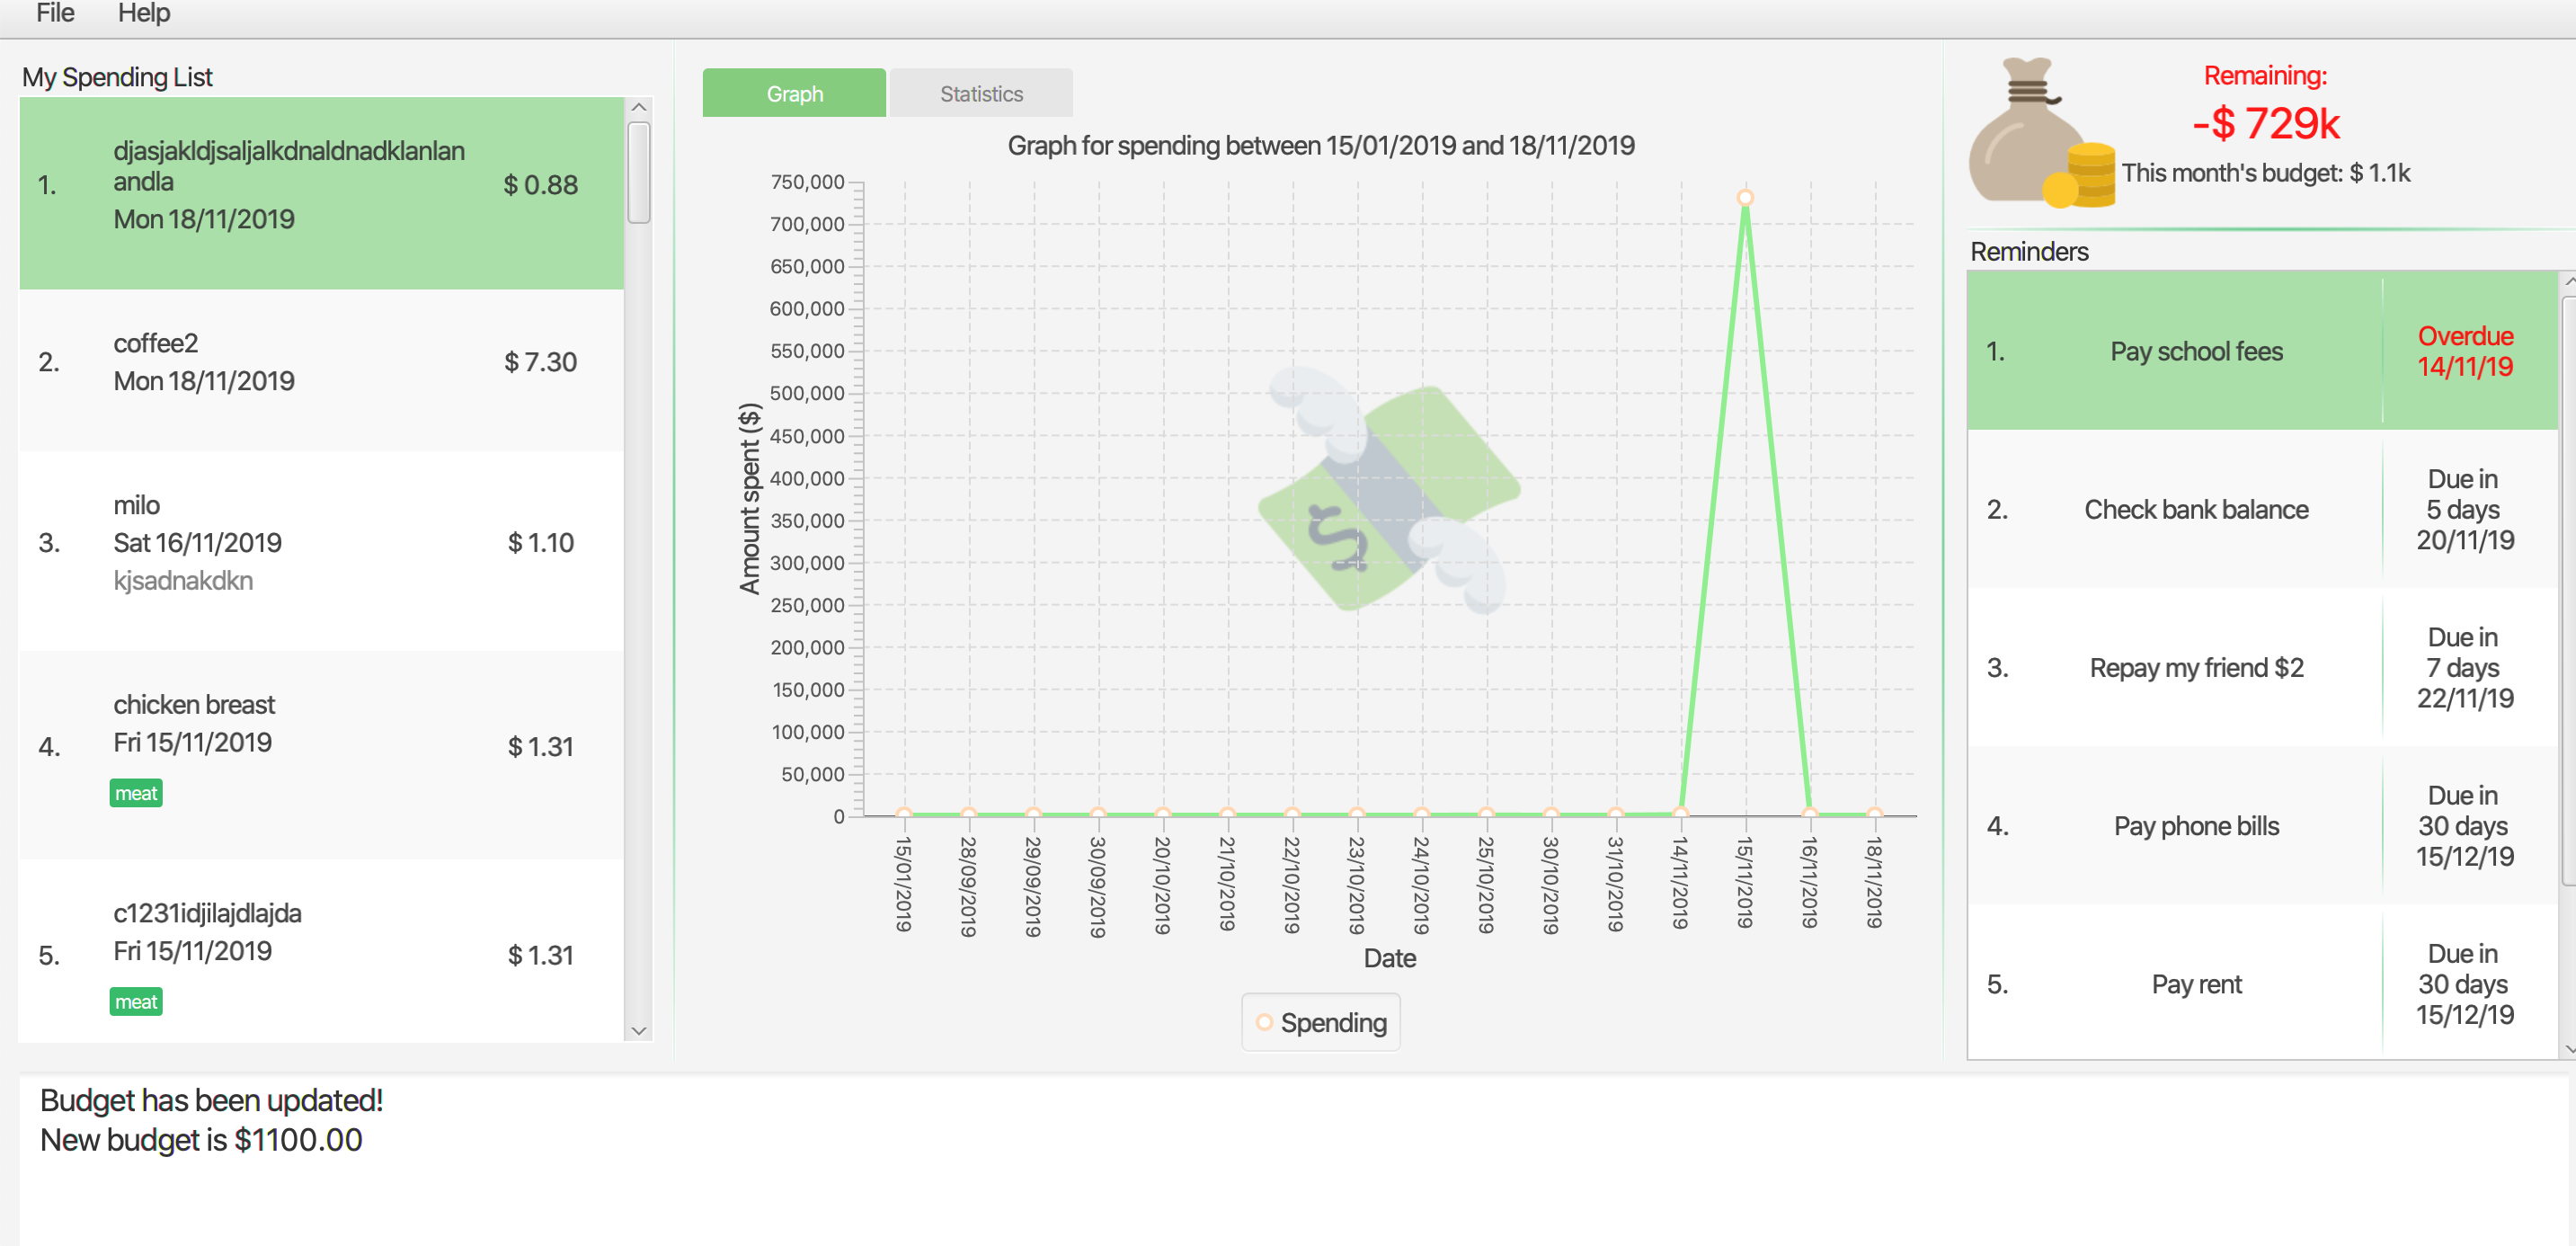 File Help
My Spending List
1.
djasjakldjsaljalkdnaldnadklanlan
andla
Mon 18/11/2019
$ 0.88
2.
coffee2
Mon 18/11/2019
$ 7.30
3.
milo
Sat 16/11/2019
kjsadnakdkn
$ 1.10
4.
chicken breast
Fri 15/11/2019
meat
$ 1.31
5.
c1231idjilajdlajda
Fri 15/11/2019
meat
$ 1.31
Graph Statistics
Graph for spending between 15/01/2019 and 18/11/2019
Amount spent ($)
750,000
700,000
650,000
600,000
550,000
500,000
450,000
400,000
350,000
300,000
250,000
200,000
150,000
100,000
50,000
0
$
15/01/2019
28/09/2019
29/09/2019
30/09/2019
20/10/2019
21/10/2019
22/10/2019
23/10/2019
24/10/2019
25/10/2019
30/10/2019
31/10/2019
14/11/2019
15/11/2019
16/11/2019
18/11/2019
Date
Spending
Remaining:
-$ 729k
This month's budget: $ 1.1k
Reminders
1.
Pay school fees
Overdue
14/11/19
2.
Check bank balance
Due in
5 days
20/11/19
3.
Repay my friend $2
Due in
7 days
22/11/19
4.
Pay phone bills
Due in
30 days
15/12/19
5.
Pay rent
Due in
30 days
15/12/19
Budget has been updated!
New budget is $1100.00